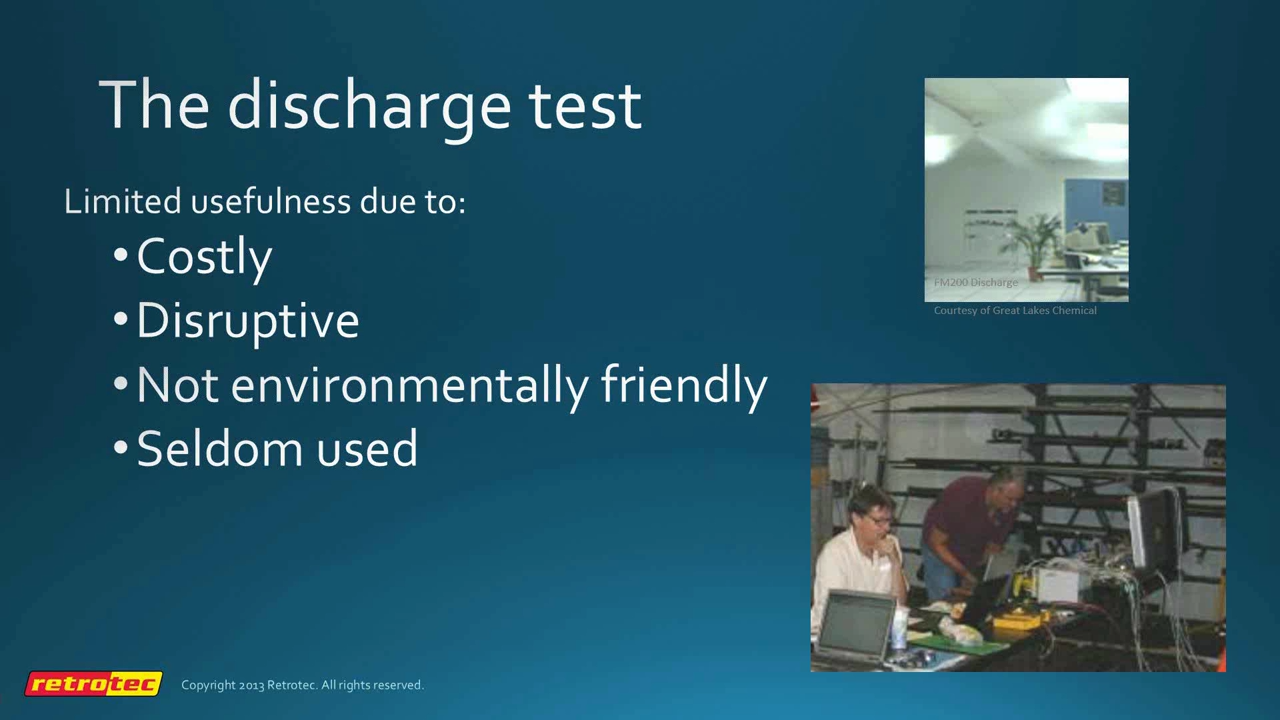 The discharge test
Limited usefulness due to:
•Costly
•Disruptive
•Not environmentally friendly
•Seldom used
FM200 Discharge
Courtesy of Great Lakes Chemical
retrotec
Copyright 2013 Retrotec. All rights reserved.